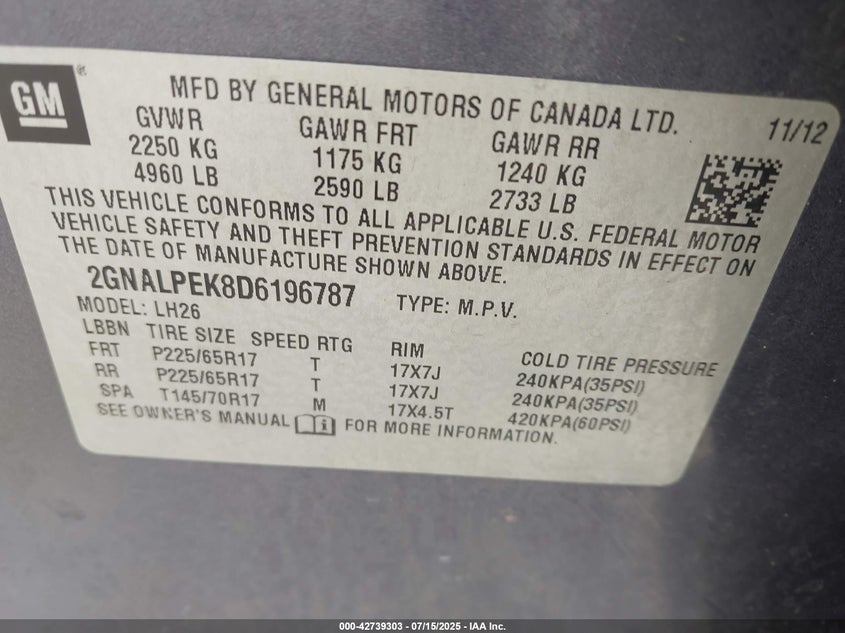 GM®
MFD BY GENERAL MOTORS OF CANADA LTD.
11/12
GVWR GAWR FRT GAWR RR
2250 KG 1175 KG 1240 KG
4960 LB 2590 LB 2733 LB
THIS VEHICLE CONFORMS TO ALL APPLICABLE U.S. FEDERAL MOTOR
VEHICLE SAFETY AND THEFT PREVENTION STANDARDS IN EFFECT ON
THE DATE OF MANUFACTURE SHOWN ABOVE.
2GNALPEK8D6196787 TYPE: M.P.V.
MODEL: LH26
LBBN TIRE SIZE SPEED RTG RIM COLD TIRE PRESSURE
FRT P225/65R17 T 17X7J 240KPA(35PSI)
RR P225/65R17 T 17X7J 240KPA(35PSI)
SPA T145/70R17 M 17X4.5T 420KPA(60PSI)
SEE OWNER'S MANUAL i FOR MORE INFORMATION.
000-42739303 - 07/15/2025 - IAA Inc.